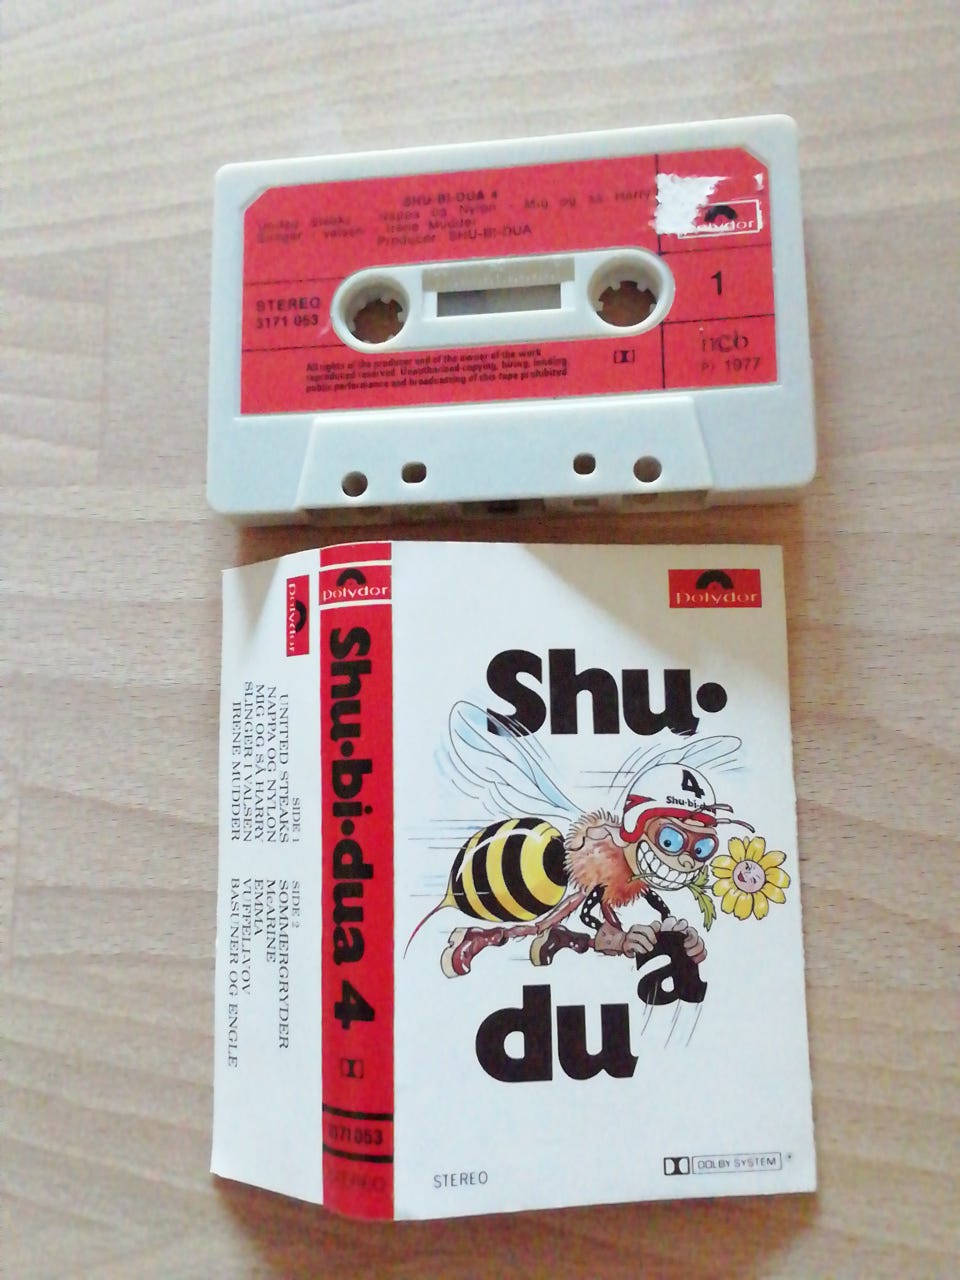 SHU-BI-DUA 4
United Steaks Nappa og Nylon - Mig og så Harry
Slinger i valsen Irene Mudder
Producer SHU-BI-DUA
polydor
STEREO
3171 053
1
All rights of the producer and of the owner of the work
reproduced reserved. Unauthorised copying, hiring, lending
public performance and broadcasting of this tape prohibited
ncb
P) 1977
polydor
SIDE 1
UNITED STEAKS
NAPPA OG NYLON
MIG OG SÅ HARRY
SLINGER I VALSEN
IRENE MUDDER
SIDE 2
SOMMERGRYDER
McARINE
EMMA
VUFFELIVOV
BASUNER OG ENGLE
polydor
Shu·bi·dua 4
3171 053
STEREO
polydor
Shu·
4
Shu·bi·dua
a
du
STEREO
DOLBY SYSTEM